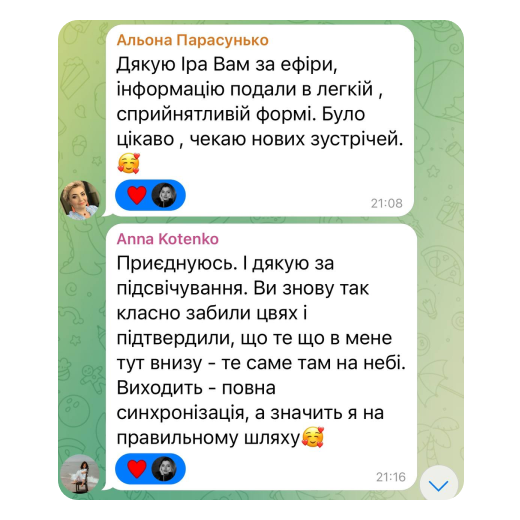 Альона Парасунько
Дякую Іра Вам за ефіри,
інформацію подали в легкій ,
сприйнятливій формі. Було
цікаво , чекаю нових зустрічей.
🥰
❤️
21:08
Anna Kotenko
Приєднуюсь. І дякую за
підсвічування. Ви знову так
класно забили цвях і
підтвердили, що те що в мене
тут внизу - те саме там на небі.
Виходить - повна
синхронізація, а значить я на
правильному шляху🥰
❤️
21:16